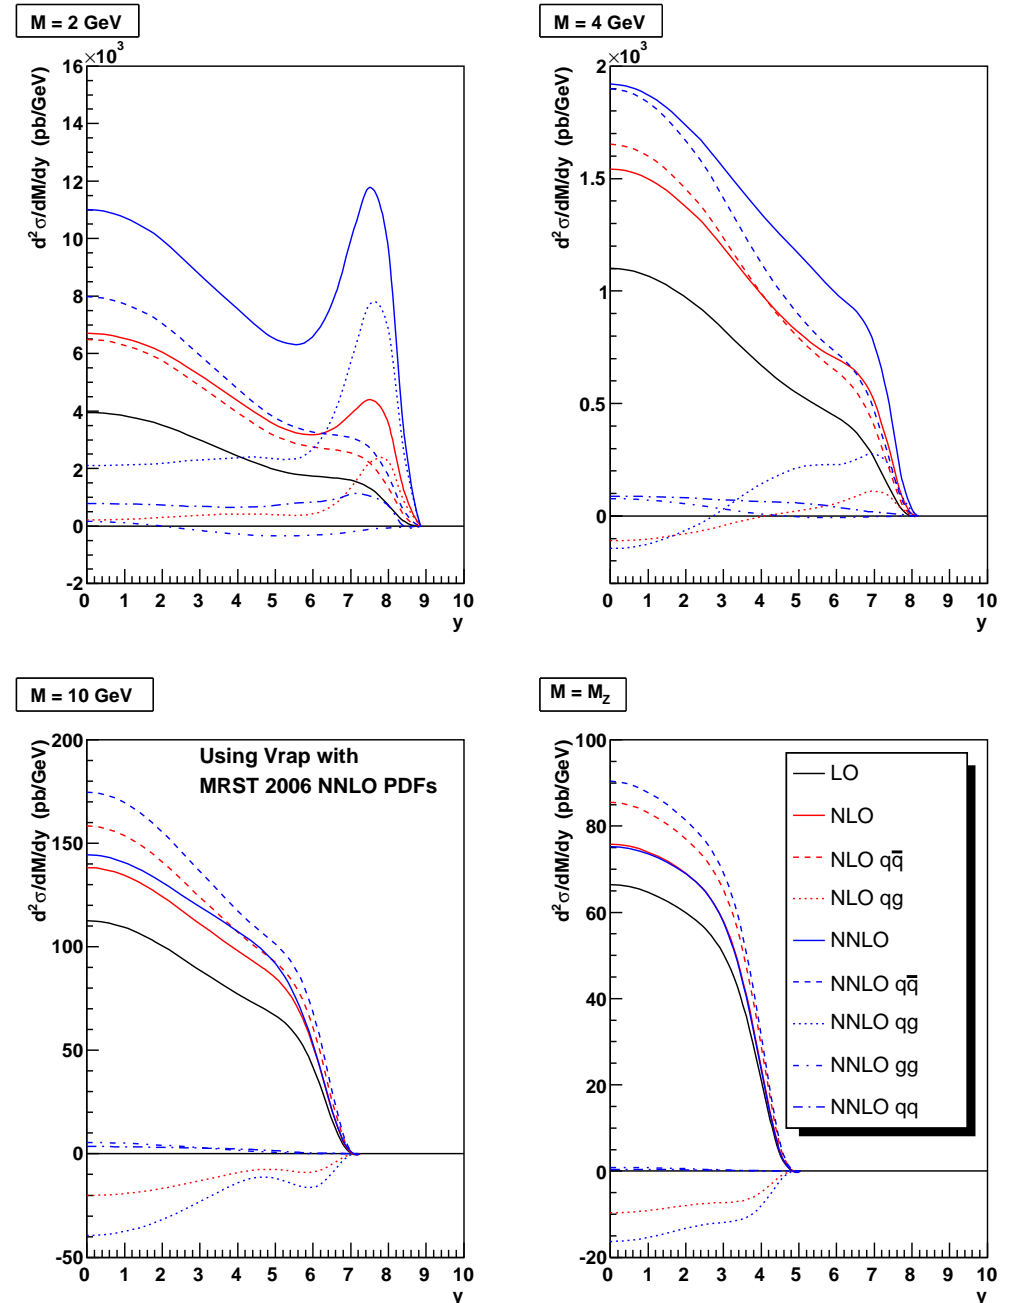 M = 2 GeV
×10³
d²σ/dM/dy (pb/GeV)
16
14
12
10
8
6
4
2
0
-2
0 1 2 3 4 5 6 7 8 9 10
y
M = 4 GeV
×10³
d²σ/dM/dy (pb/GeV)
2
1.5
1
0.5
0
0 1 2 3 4 5 6 7 8 9 10
y
M = 10 GeV
d²σ/dM/dy (pb/GeV)
200
150
100
50
0
-50
Using Vrap with
MRST 2006 NNLO PDFs
0 1 2 3 4 5 6 7 8 9 10
y
M = M_Z
d²σ/dM/dy (pb/GeV)
100
80
60
40
20
0
-20
LO
NLO
NLO qq̅
NLO qg
NNLO
NNLO qq̅
NNLO qg
NNLO gg
NNLO qq
0 1 2 3 4 5 6 7 8 9 10
y